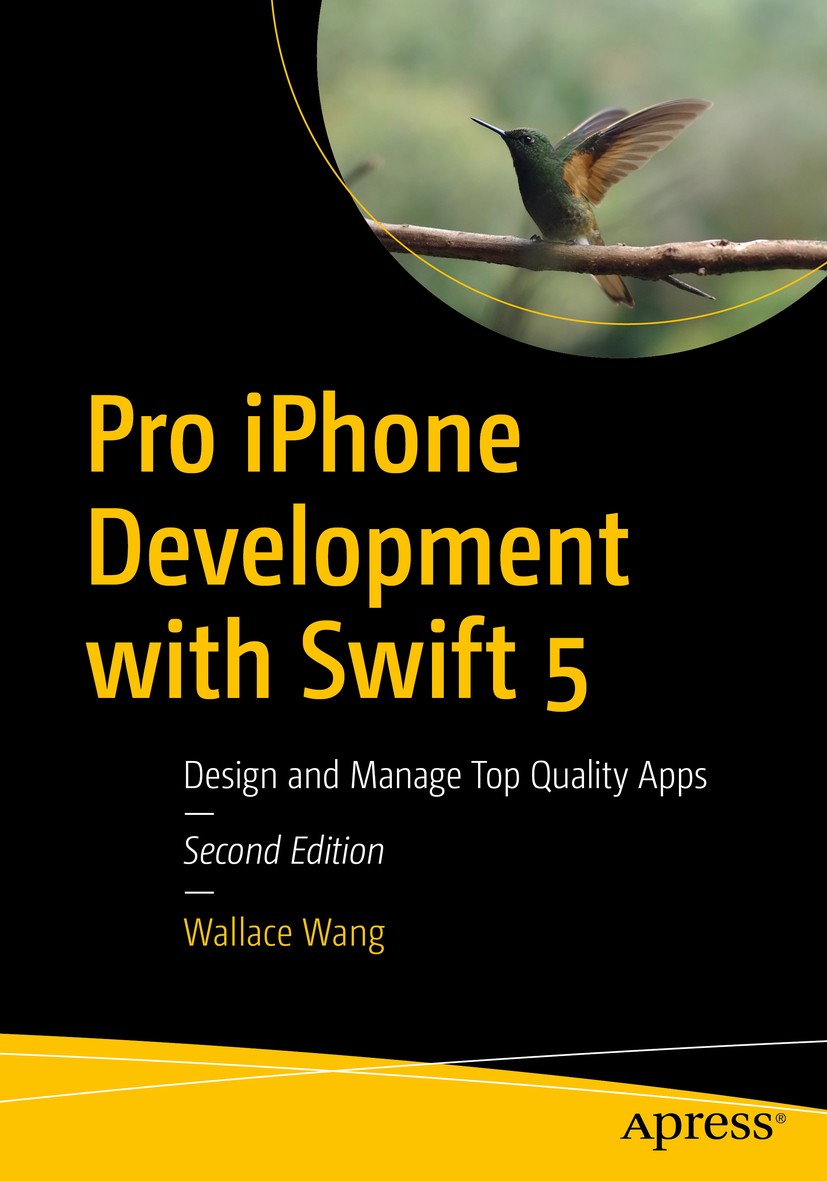 Pro iPhone
Development
with Swift 5
Design and Manage Top Quality Apps
—
Second Edition
—
Wallace Wang
Apress®